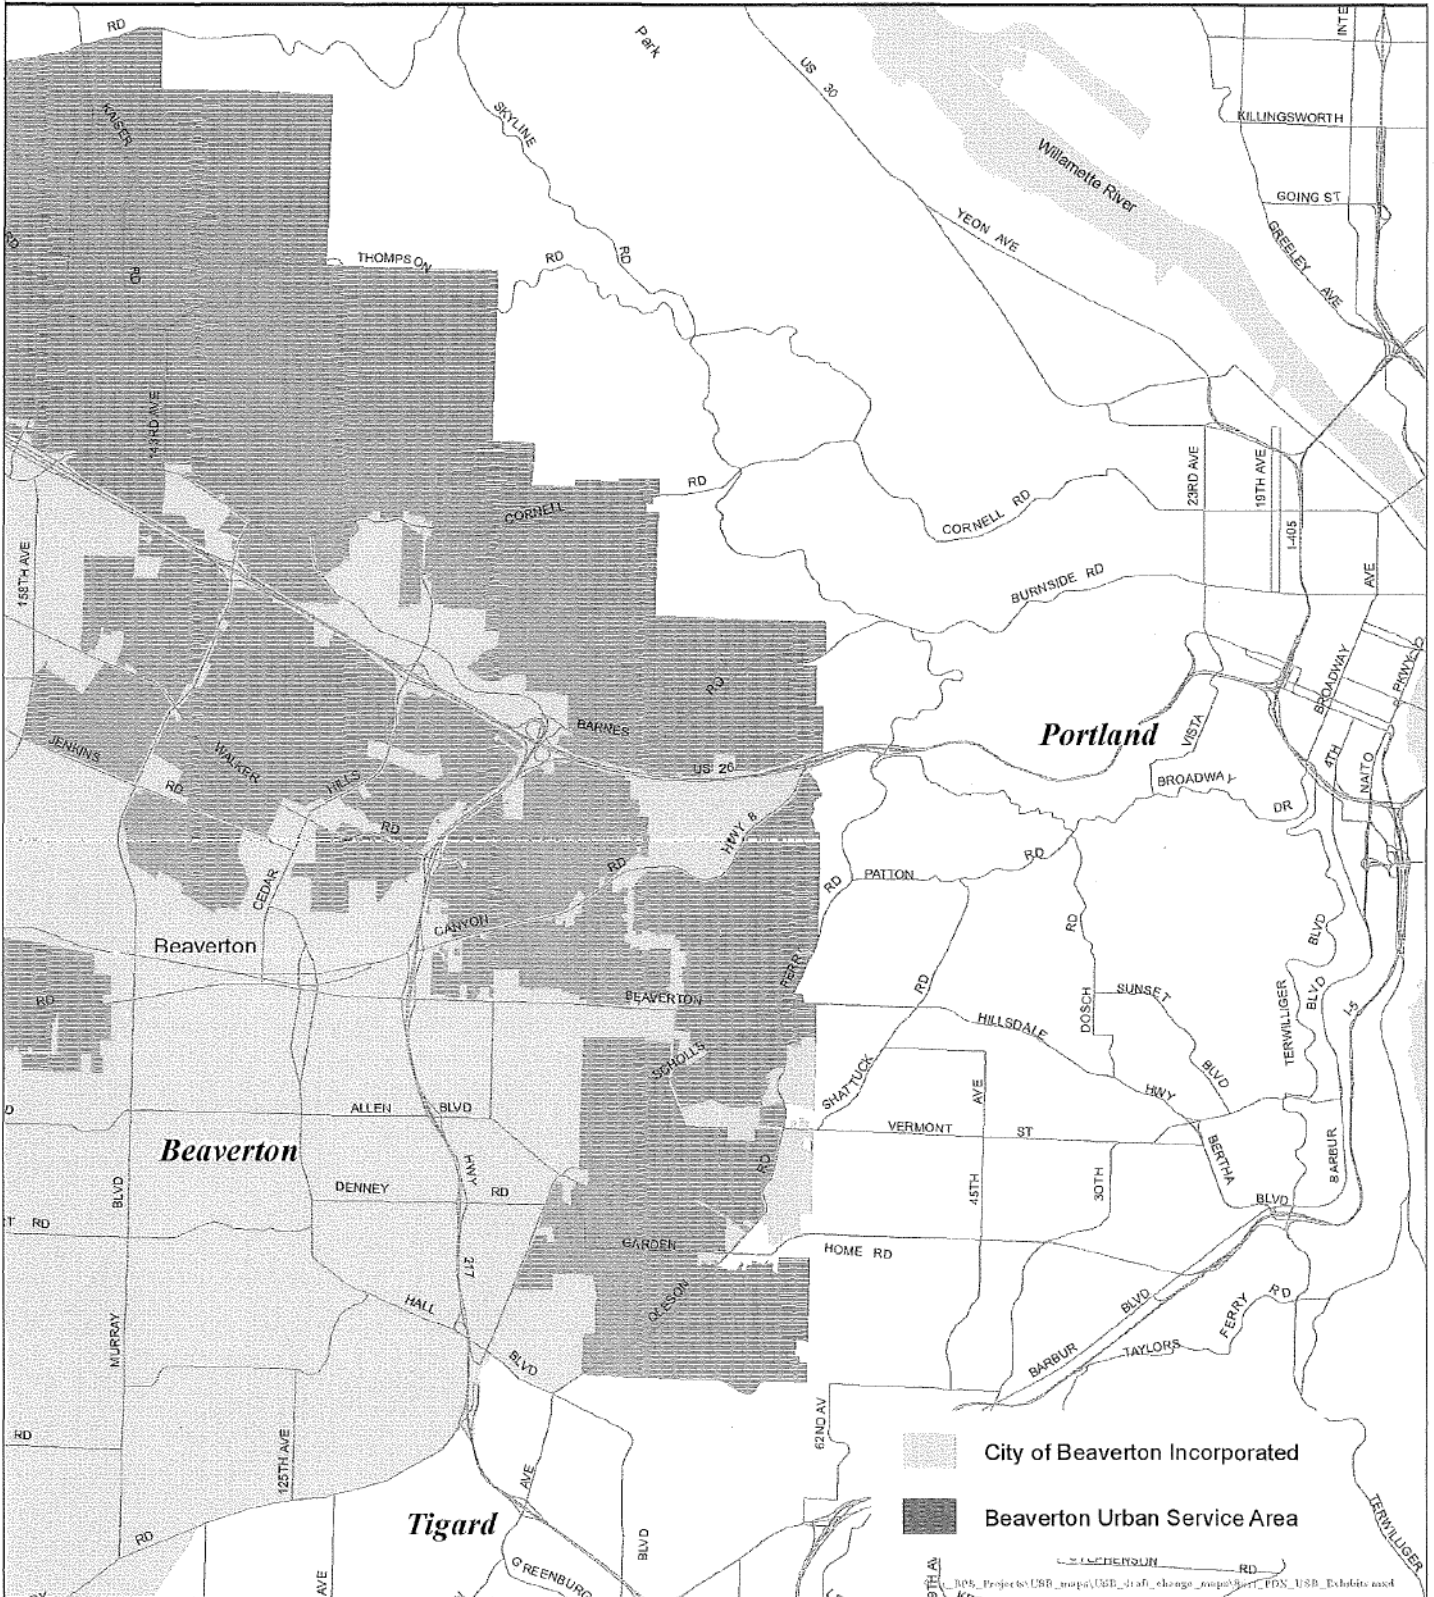 RD
Park
US 30
INTE
KAISER
SKYLINE
KILLINGSWORTH
Willamette River
GOING ST
YEON AVE
GREELEY AVE
RD
THOMPSON
RD
RD
143RD AVE
23RD AVE
19TH AVE
I-405
CORNELL
RD
CORNELL RD
158TH AVE
BURNSIDE RD
AVE
BROADWAY
PKWY
RD
BARNES
Portland
VISTA
JENKINS
RD
WALKER
HILLS
RD
US 26
BROADWAY
DR
4TH
NAITO
HWY 8
RD
RD
PATTON
RD
CEDAR
CANYON
RD
BLVD
Beaverton
FERRY
RD
BEAVERTON
RD
HILLSDALE
DOSCH
SUNSET
BLVD
TERWILLIGER
BLVD
I-5
SCHOLLS
SHATTUCK
AVE
HWY
D
ALLEN
BLVD
VERMONT
ST
Beaverton
RD
BERTHA
BARBUR
BLVD
DENNEY
HWY
RD
45TH
30TH
BLVD
T RD
GARDEN
HOME RD
217
HALL
OLESON
BLVD
FERRY
RD
MURRAY
BLVD
BARBUR
TAYLORS
RD
125TH AVE
62ND AV
City of Beaverton Incorporated
AVE
Beaverton Urban Service Area
Tigard
RD
BLVD
TERWILLIGER
AVE
GREENBURG
9TH AV
STEPHENSON
RD